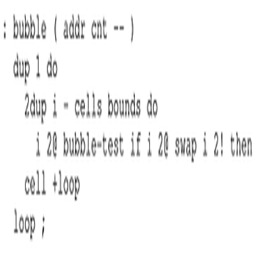 : bubble ( addr cnt -- )
dup 1 do
2dup i - cells bounds do
i 2@ bubble-test if i 2@ swap i 2! then
cell +loop
loop ;